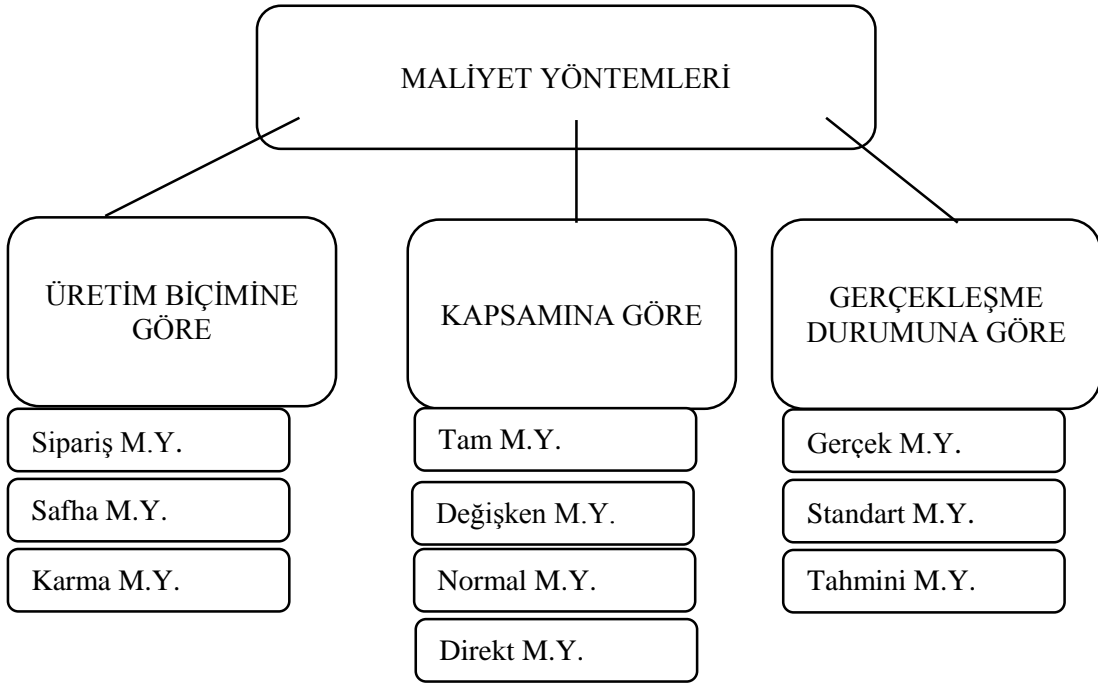 MALİYET YÖNTEMLERİ
ÜRETİM BİÇİMİNE
GÖRE
Sipariş M.Y.
Safha M.Y.
Karma M.Y.
KAPSAMINA GÖRE
Tam M.Y.
Değişken M.Y.
Normal M.Y.
Direkt M.Y.
GERÇEKLEŞME
DURUMUNA GÖRE
Gerçek M.Y.
Standart M.Y.
Tahmini M.Y.